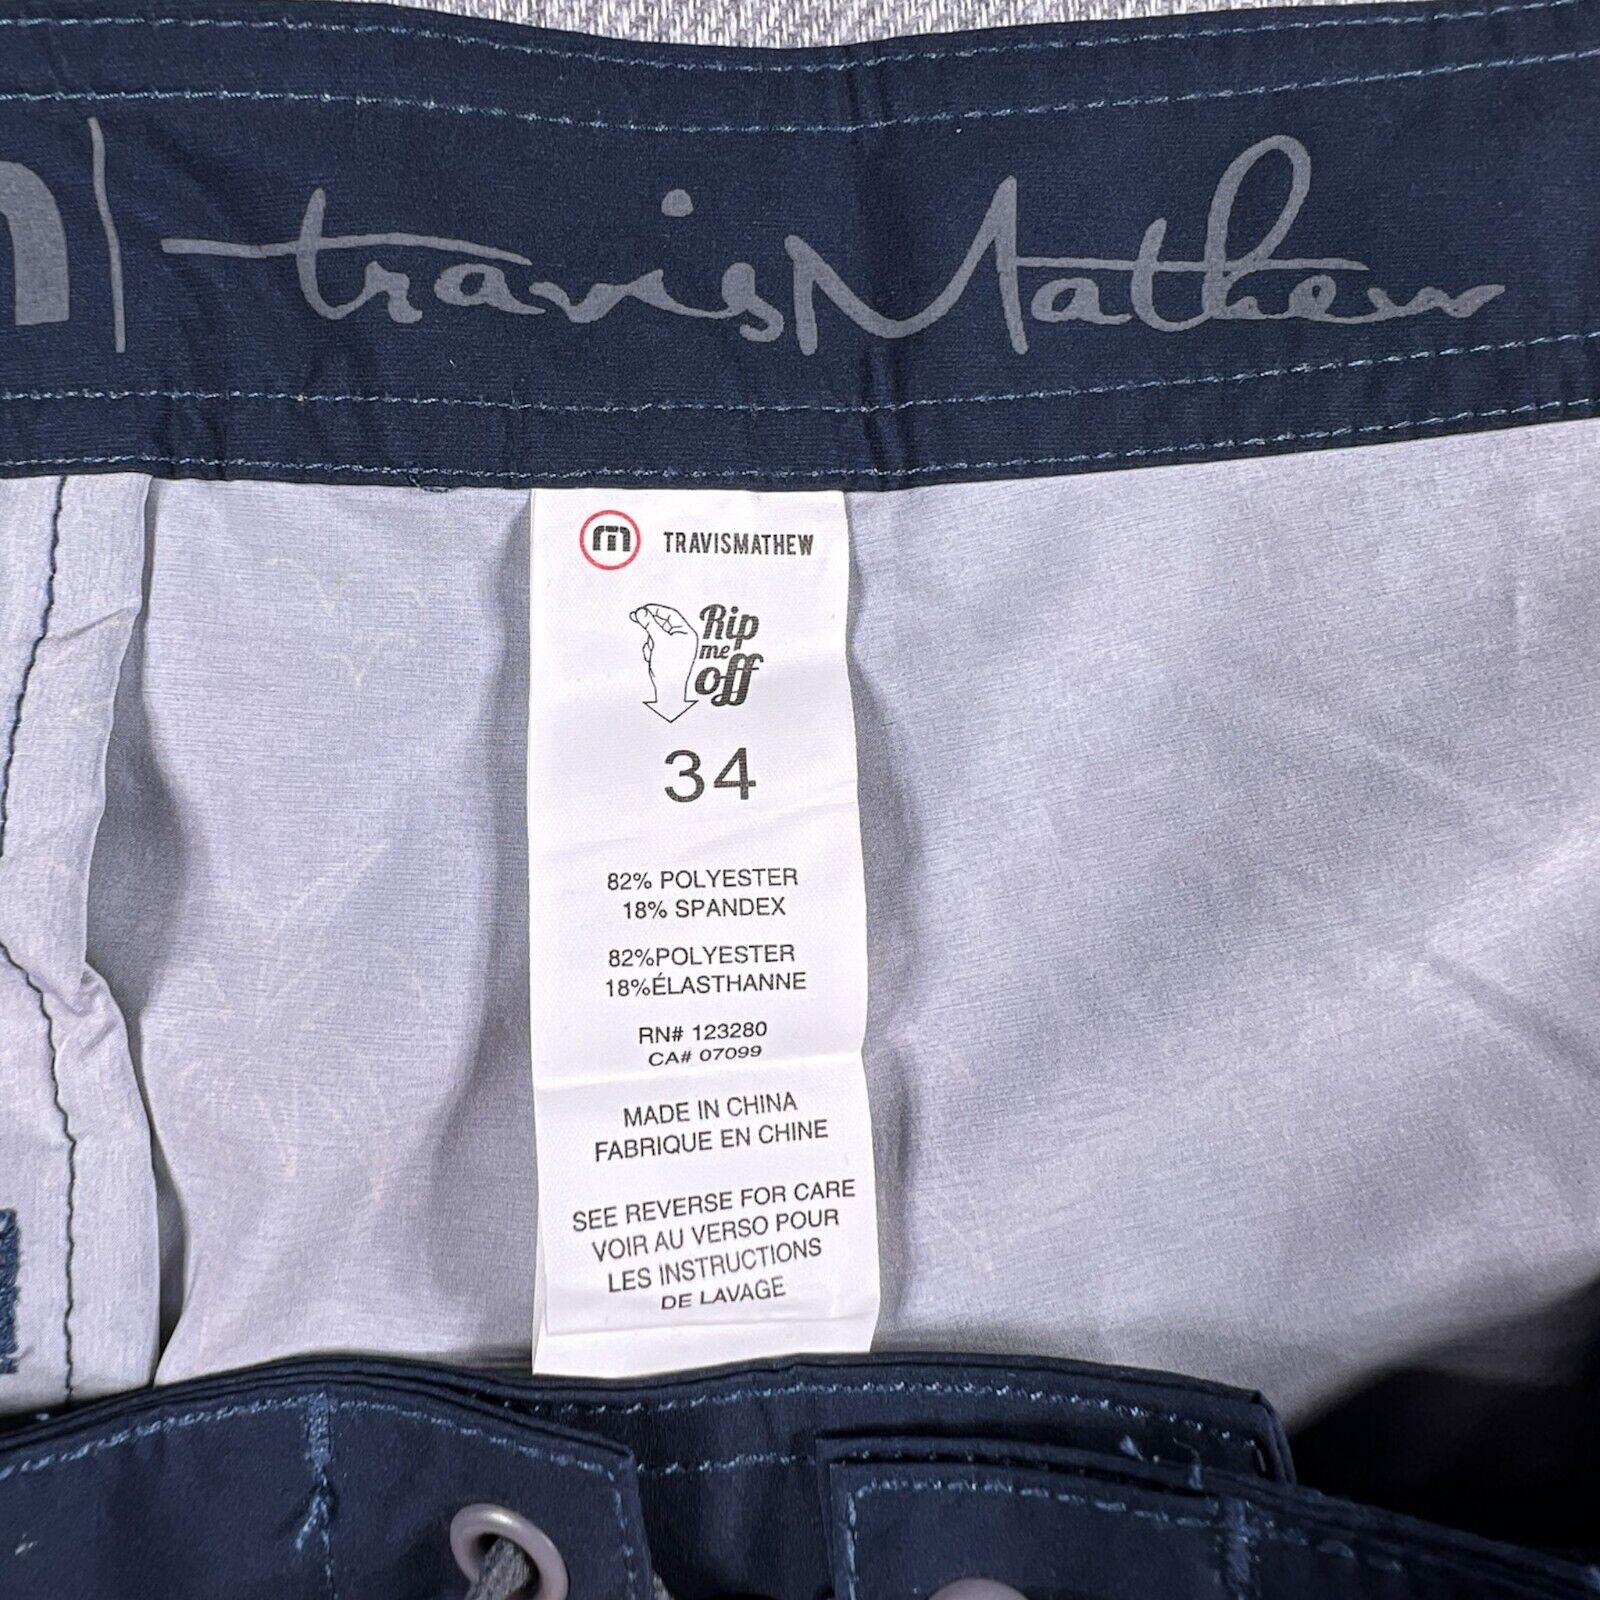 m
travisMathew
m TRAVISMATHEW
Rip
me
off
34
82% POLYESTER
18% SPANDEX
82%POLYESTER
18%ÉLASTHANNE
RN# 123280
CA# 07099
MADE IN CHINA
FABRIQUE EN CHINE
SEE REVERSE FOR CARE
VOIR AU VERSO POUR
LES INSTRUCTIONS
DE LAVAGE